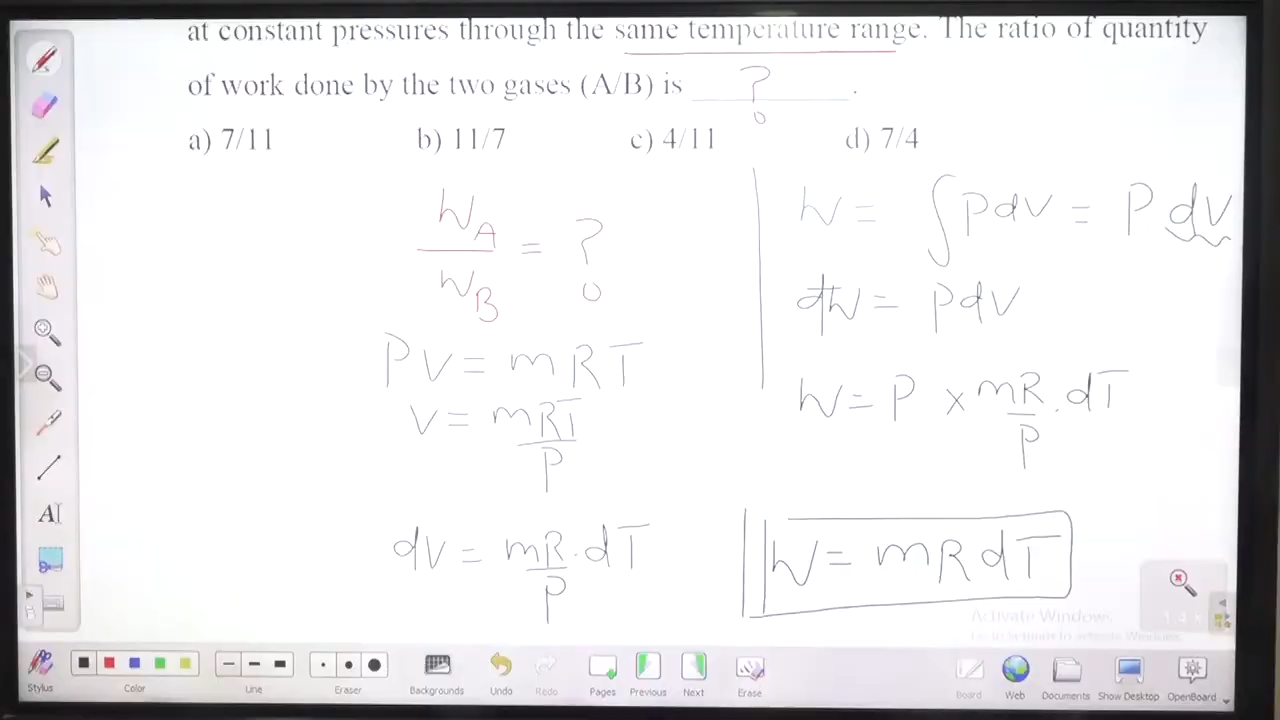 at constant pressures through the same temperature range. The ratio of quantity
of work done by the two gases (A/B) is ? .
a) 7/11 b) 11/7 c) 4/11 d) 7/4
W_A / W_B = ?
PV = mRT
V = mRT / P
dV = mR / P . dT
W = ∫ PdV = P dV
dW = PdV
W = P × mR / P . dT
W = mRdT
Activate Windows
Stylus Color Line Eraser Backgrounds Undo Redo Pages Previous Next Erase Board Web Documents Show Desktop OpenBoard